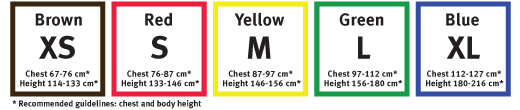 Brown
XS
Chest 67-76 cm*
Height 114-133 cm*
Red
S
Chest 76-87 cm*
Height 133-146 cm*
Yellow
M
Chest 87-97 cm*
Height 146-156 cm*
Green
L
Chest 97-112 cm*
Height 156-180 cm*
Blue
XL
Chest 112-127 cm*
Height 180-216 cm*
* Recommended guidelines: chest and body height